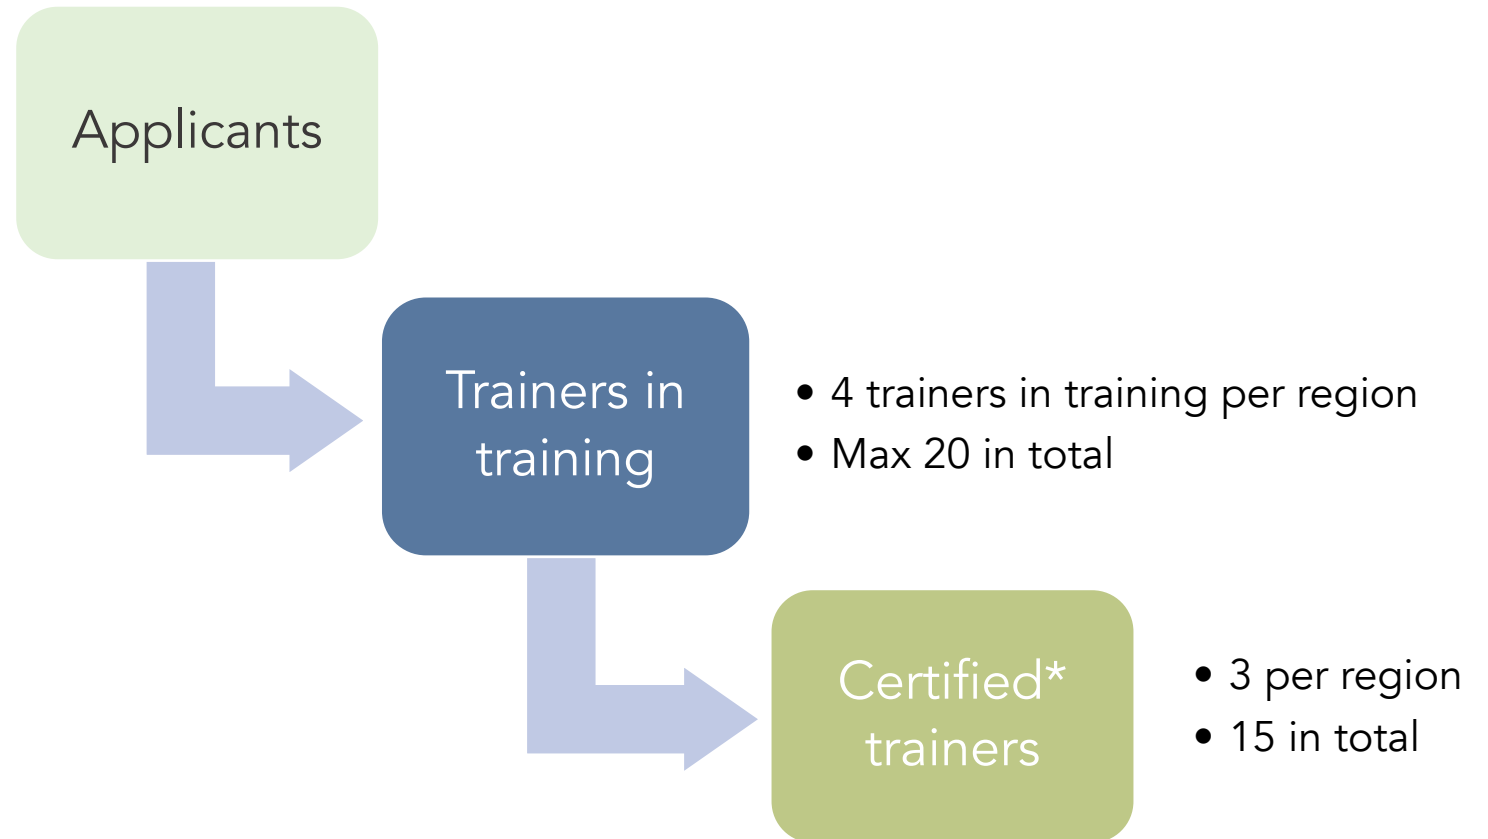 Applicants
Trainers in
training
• 4 trainers in training per region
• Max 20 in total
Certified*
trainers
• 3 per region
• 15 in total